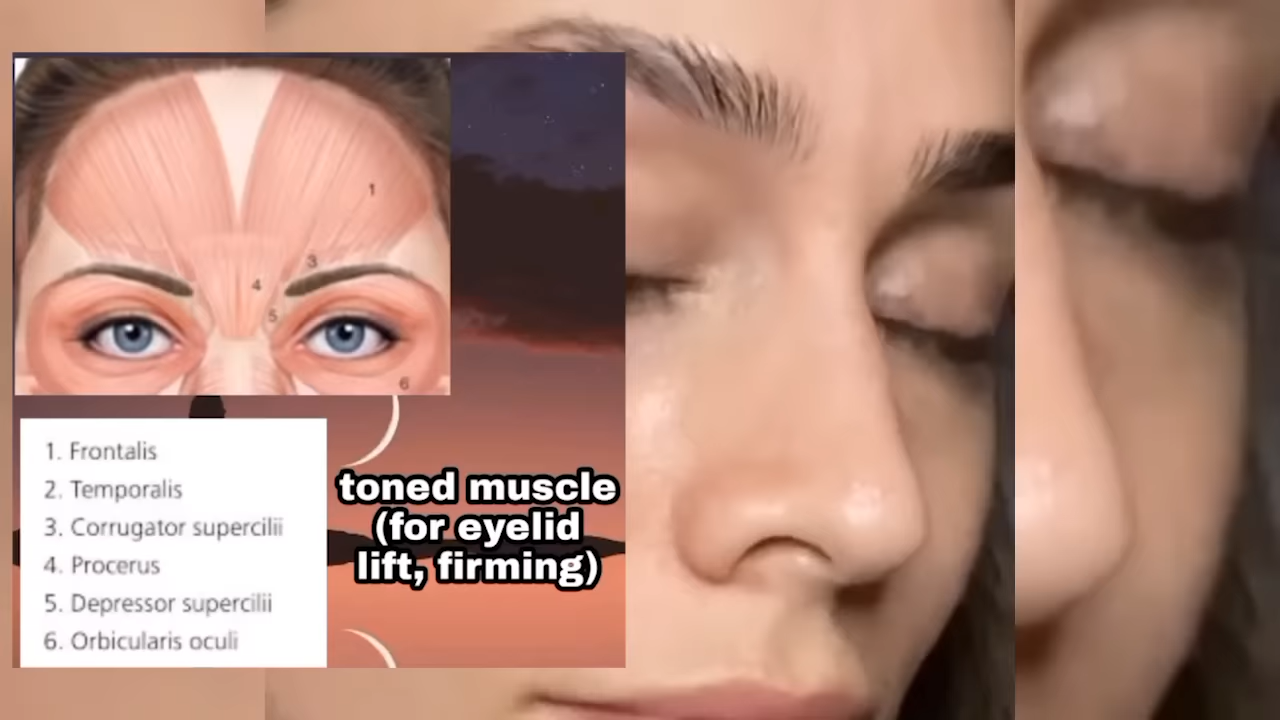 1
3
4
5
6
1. Frontalis
2. Temporalis
3. Corrugator supercilii
4. Procerus
5. Depressor supercilii
6. Orbicularis oculi
toned muscle
(for eyelid
lift, firming)